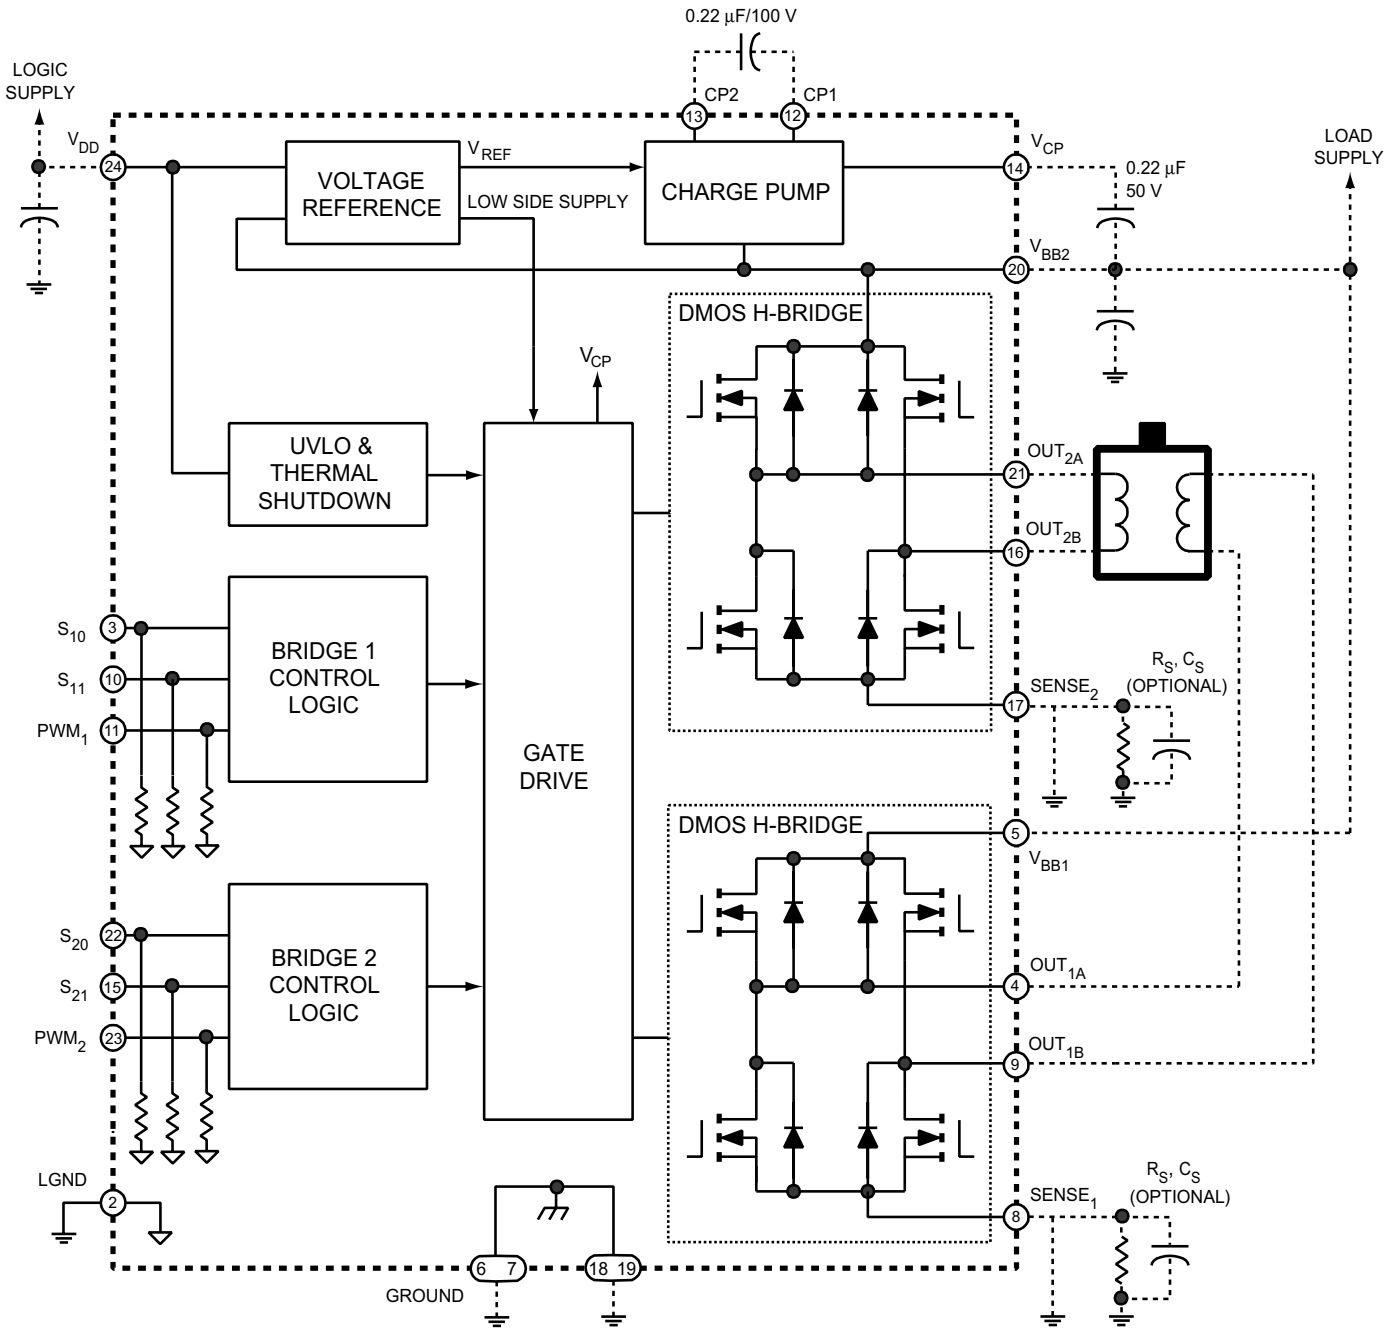 0.22 µF/100 V
LOGIC
SUPPLY
CP2
CP1
13
12
V_DD
24
VOLTAGE
REFERENCE
V_REF
LOW SIDE SUPPLY
CHARGE PUMP
V_CP
14
0.22 µF
50 V
LOAD
SUPPLY
V_BB2
20
DMOS H-BRIDGE
V_CP
UVLO &
THERMAL
SHUTDOWN
OUT_2A
21
OUT_2B
16
S_10
3
S_11
10
PWM_1
11
BRIDGE 1
CONTROL
LOGIC
GATE
DRIVE
SENSE_2
17
R_S, C_S
(OPTIONAL)
DMOS H-BRIDGE
5
V_BB1
S_20
22
S_21
15
PWM_2
23
BRIDGE 2
CONTROL
LOGIC
OUT_1A
4
OUT_1B
9
LGND
2
SENSE_1
8
R_S, C_S
(OPTIONAL)
6 7
18 19
GROUND